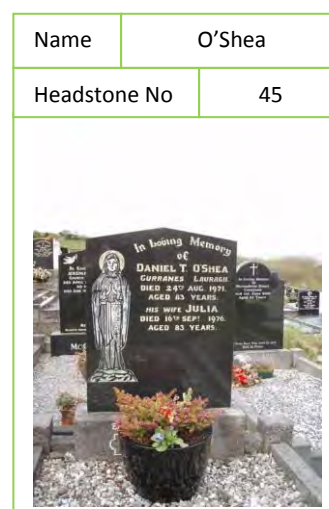 Name O'Shea
Headstone No 45
In Loving Memory
of
DANIEL T. O'SHEA
GURRANES LAURAGH
DIED 24TH AUG. 1971.
AGED 83 YEARS.
HIS WIFE JULIA
DIED 16TH SEPT. 1976.
AGED 83 YEARS.